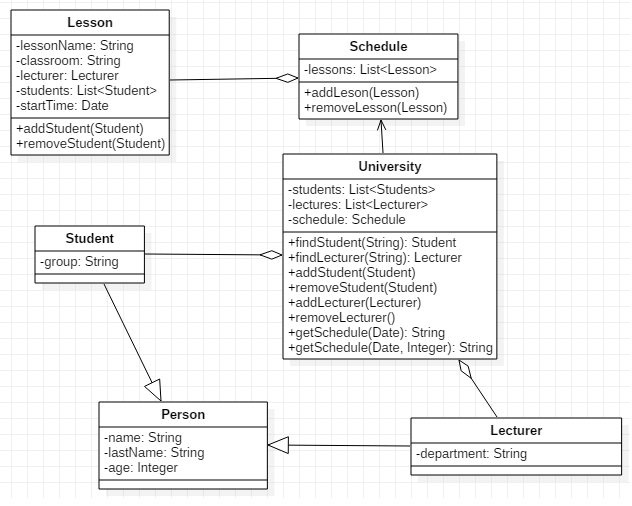 Lesson
-lessonName: String
-classroom: String
-lecturer: Lecturer
-students: List<Student>
-startTime: Date
+addStudent(Student)
+removeStudent(Student)
Schedule
-lessons: List<Lesson>
+addLeson(Lesson)
+removeLesson(Lesson)
University
-students: List<Students>
-lectures: List<Lecturer>
-schedule: Schedule
+findStudent(String): Student
+findLecturer(String): Lecturer
+addStudent(Student)
+removeStudent(Student)
+addLecturer(Lecturer)
+removeLecturer()
+getSchedule(Date): String
+getSchedule(Date, Integer): String
Student
-group: String
Person
-name: String
-lastName: String
-age: Integer
Lecturer
-department: String